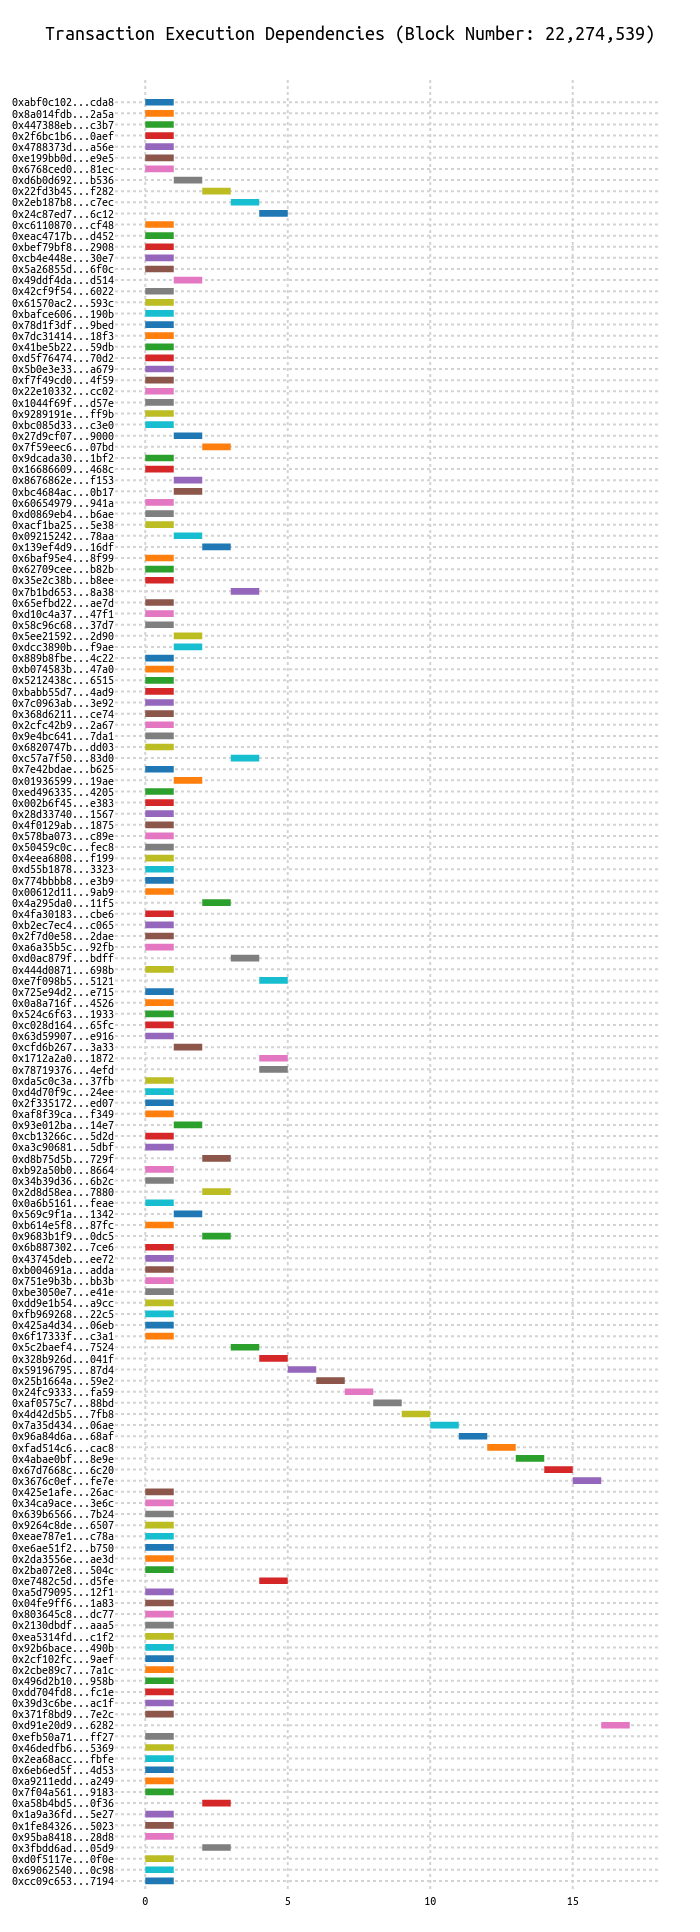 Transaction Execution Dependencies (Block Number: 22,274,539)
0xabf0c102...cda8
0x8a014fdb...2a5a
0x447388eb...c3b7
0x2f6bc1b6...0aef
0x4788373d...a56e
0xe199bb0d...e9e5
0x6768ced0...81ec
0xd6b0d692...b536
0x22fd3b45...f282
0x2eb187b8...c7ec
0x24c87ed7...6c12
0xc6110870...cf48
0xeac4717b...d452
0xbef79bf8...2908
0xcb4e448e...30e7
0x5a26855d...6f0c
0x49ddf4da...d514
0x42cf9f54...6022
0x61570ac2...593c
0xbafce606...190b
0x78d1f3df...9bed
0x7dc31414...18f3
0x41be5b22...59db
0xd5f76474...70d2
0x5b0e3e33...a679
0xf7f49cd0...4f59
0x22e10332...cc02
0x1044f69f...d57e
0x9289191e...ff9b
0xbc085d33...c3e0
0x27d9cf07...9000
0x7f59eec6...07bd
0x9dcada30...1bf2
0x16686609...468c
0x8676862e...f153
0xbc4684ac...0b17
0x60654979...941a
0xd0869eb4...b6ae
0xacf1ba25...5e38
0x09215242...78aa
0x139ef4d9...16df
0x6baf95e4...8f99
0x62709cee...b82b
0x35e2c38b...b8ee
0x7b1bd653...8a38
0x65efbd22...ae7d
0xd10c4a37...47f1
0x58c96c68...37d7
0x5ee21592...2d90
0xdcc3890b...f9ae
0x889b8fbe...4c22
0xb074583b...47a0
0x5212438c...6515
0xbabb55d7...4ad9
0x7c0963ab...3e92
0x368d6211...ce74
0x2cfc42b9...2a67
0x9e4bc641...7da1
0x6820747b...dd03
0xc57a7f50...83d0
0x7e42bdae...b625
0x01936599...19ae
0xed496335...4205
0x002b6f45...e383
0x28d33740...1567
0x4f0129ab...1875
0x578ba073...c89e
0x50459c0c...fec8
0x4eea6808...f199
0xd55b1878...3323
0x774bbbb8...e3b9
0x00612d11...9ab9
0x4a295da0...11f5
0x4fa30183...cbe6
0xb2ec7ec4...c065
0x2f7d0e58...2dae
0xa6a35b5c...92fb
0xd0ac879f...bdff
0x444d0871...698b
0xe7f098b5...5121
0x725e94d2...e715
0x0a8a716f...4526
0x524c6f63...1933
0xc028d164...65fc
0x63d59907...e916
0xcfd6b267...3a33
0x1712a2a0...1872
0x78719376...4efd
0xda5c0c3a...37fb
0xd4d70f9c...24ee
0x2f335172...ed07
0xaf8f39ca...f349
0x93e012ba...14e7
0xcb13266c...5d2d
0xa3c90681...5dbf
0xd8b75d5b...729f
0xb92a50b0...8664
0x34b39d36...6b2c
0x2d8d58ea...7880
0x0a6b5161...feae
0x569c9f1a...1342
0xb614e5f8...87fc
0x9683b1f9...0dc5
0x6b887302...7ce6
0x43745deb...ee72
0xb004691a...adda
0x751e9b3b...bb3b
0xbe3050e7...e41e
0xdd9e1b54...a9cc
0xfb969268...22c5
0x425a4d34...06eb
0x6f17333f...c3a1
0x5c2baef4...7524
0x328b926d...041f
0x59196795...87d4
0x25b1664a...59e2
0x24fc9333...fa59
0xaf0575c7...88bd
0x4d42d5b5...7fb8
0x7a35d434...06ae
0x96a84d6a...68af
0xfad514c6...cac8
0x4abae0bf...8e9e
0x67d7668c...6c20
0x3676c0ef...fe7e
0x425e1afe...26ac
0x34ca9ace...3e6c
0x639b6566...7b24
0x9264c8de...6507
0xeae787e1...c78a
0xe6ae51f2...b750
0x2da3556e...ae3d
0x2ba072e8...504c
0xe7482c5d...d5fe
0xa5d79095...12f1
0x04fe9ff6...1a83
0x803645c8...dc77
0x2130dbdf...aaa5
0xea5314fd...c1f2
0x92b6bace...490b
0x2cf102fc...9aef
0x2cbe89c7...7a1c
0x496d2b10...958b
0xdd704fd8...fc1e
0x39d3c6be...ac1f
0x371f8bd9...7e2c
0xd91e20d9...6282
0xefb50a71...ff27
0x46dedfb6...5369
0x2ea68acc...fbfe
0x6eb6ed5f...4d53
0xa9211edd...a249
0x7f04a561...9183
0xa58b4bd5...0f36
0x1a9a36fd...5e27
0x1fe84326...5023
0x95ba8418...28d8
0x3fbdd6ad...05d9
0xd0f5117e...0f0e
0x69062540...0c98
0xcc09c653...7194
0 5 10 15